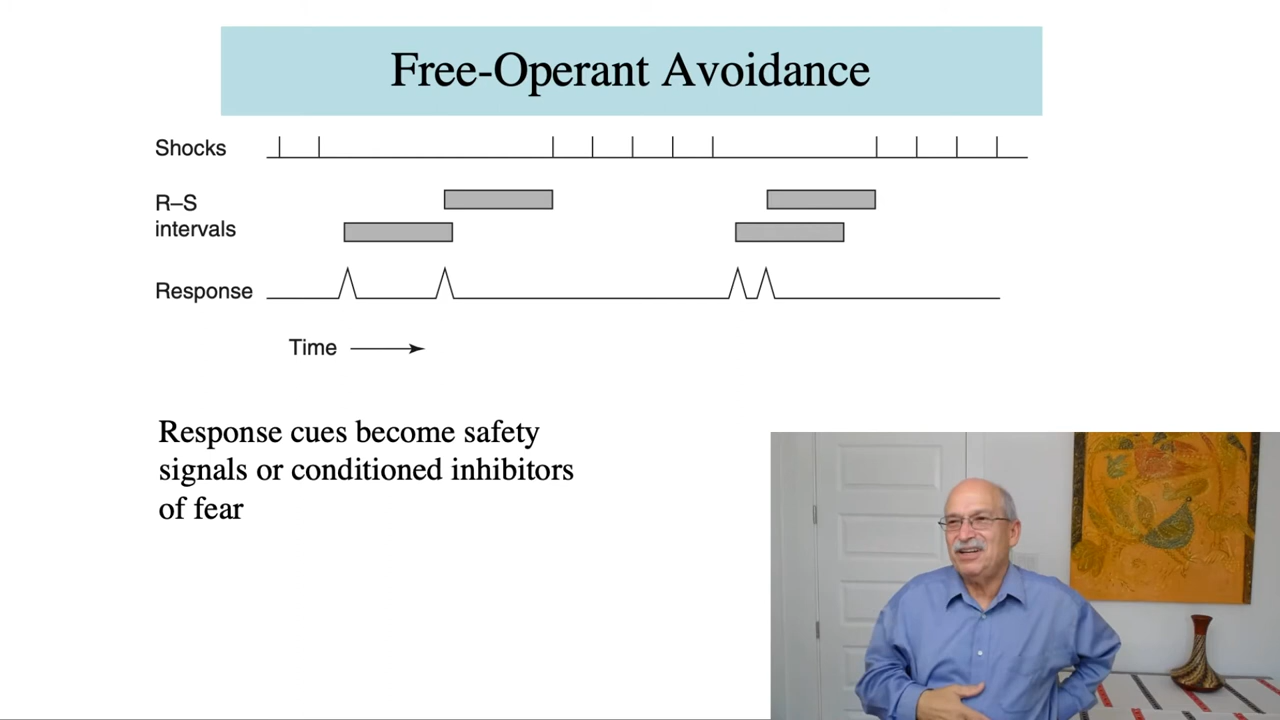 Free-Operant Avoidance
Shocks
R–S
intervals
Response
Time
Response cues become safety
signals or conditioned inhibitors
of fear